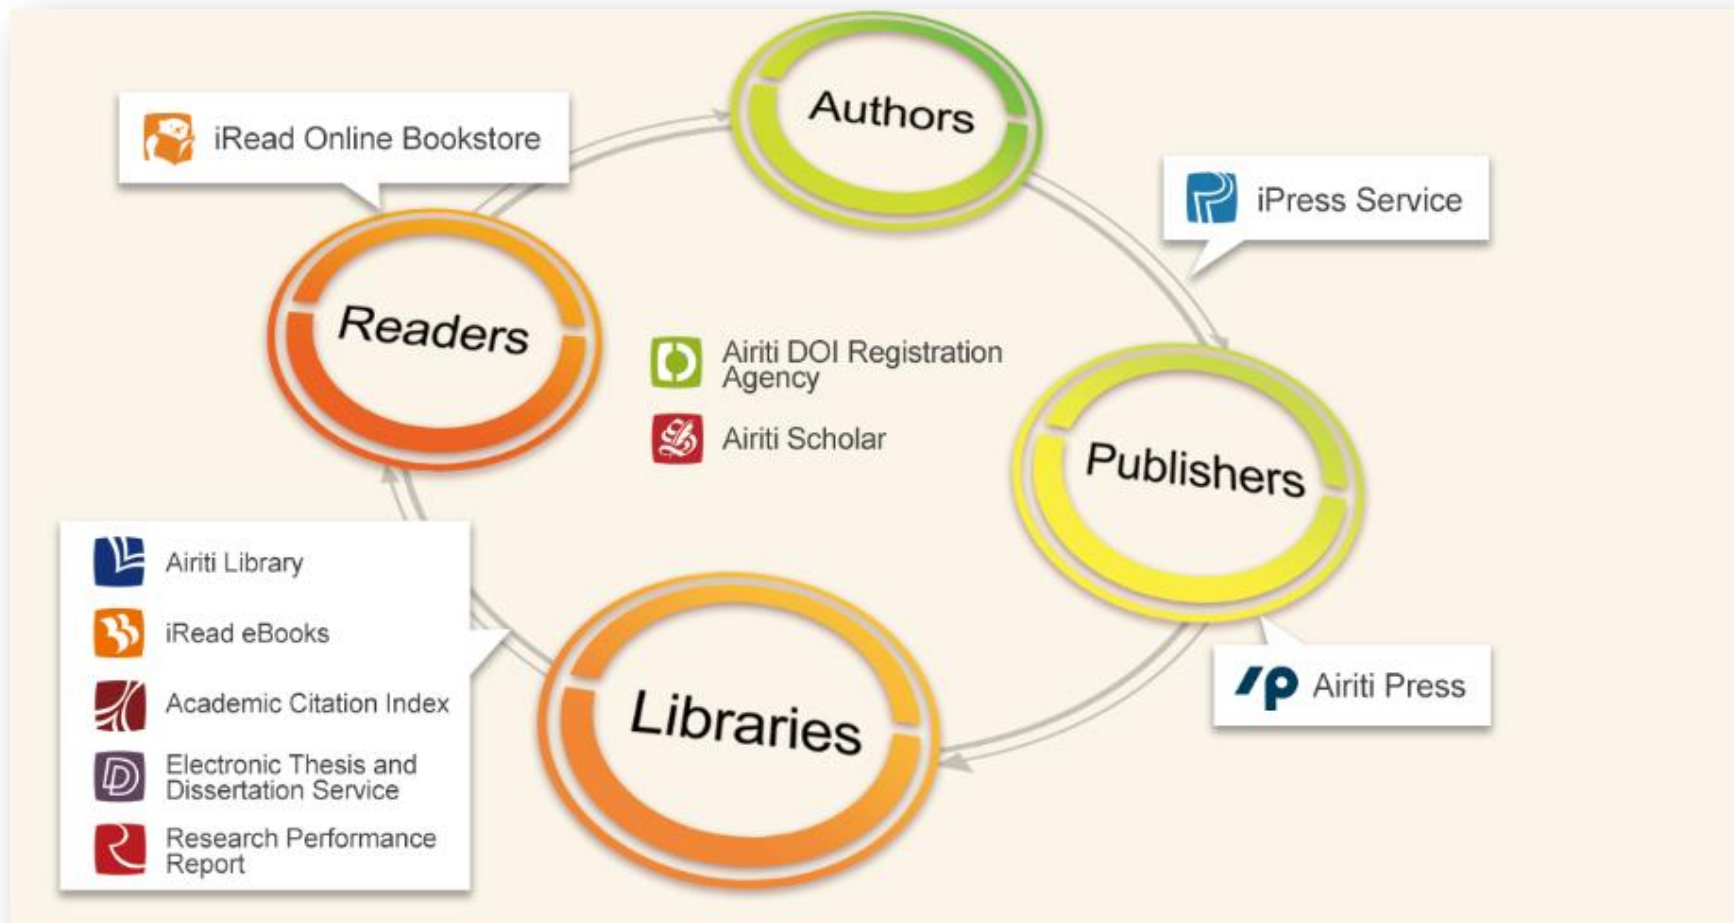 Authors
iRead Online Bookstore
iPress Service
Readers
Airiti DOI Registration
Agency
Airiti Scholar
Publishers
Airiti Library
iRead eBooks
Academic Citation Index
Electronic Thesis and
Dissertation Service
Research Performance
Report
Libraries
Airiti Press